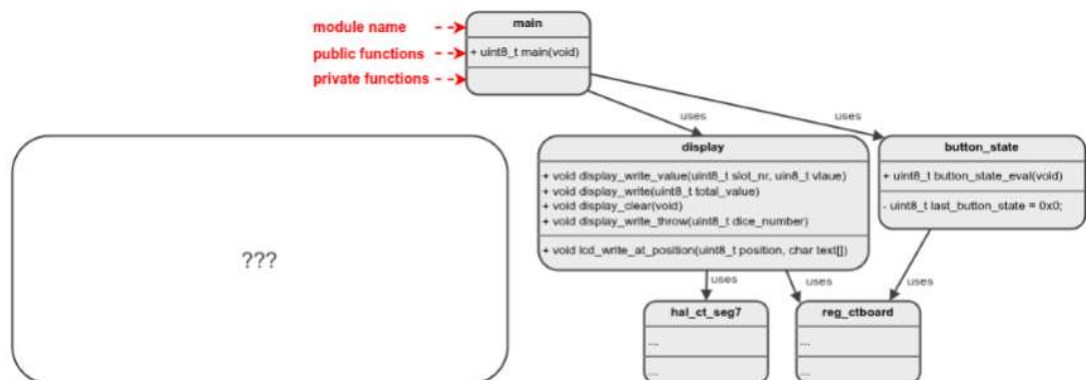 module name
public functions
private functions
main
+ uint8_t main(void)
uses
uses
display
+ void display_write_value(uint8_t slot_nr, uin8_t vlaue)
+ void display_write(uint8_t total_value)
+ void display_clear(void)
+ void display_write_throw(uint8_t dice_number)
+ void lcd_write_at_position(uint8_t position, char text[])
button_state
+ uint8_t button_state_eval(void)
- uint8_t last_button_state = 0x0;
???
uses
uses
uses
hal_ct_seg7
...
...
reg_ctboard
...
...